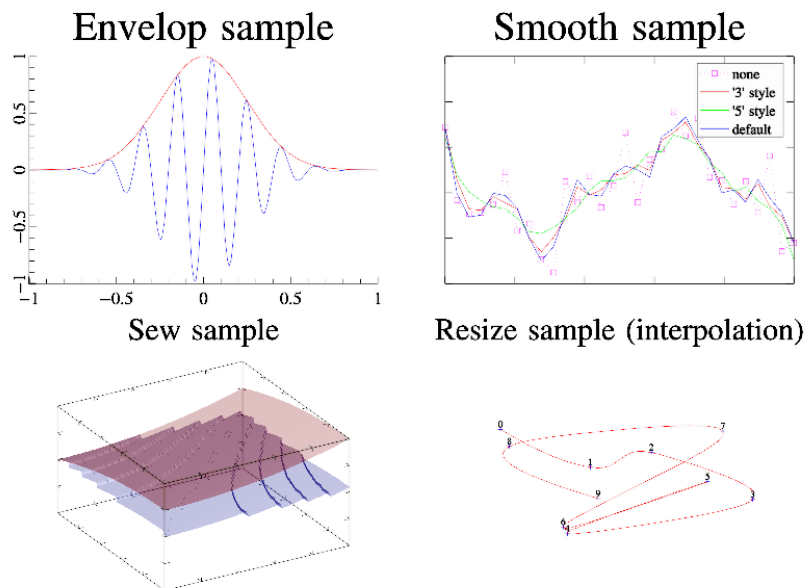 Envelop sample
Smooth sample
1
0.5
0
−0.5
−1
−1
−0.5
0
0.5
1
none
'3' style
'5' style
default
Sew sample
Resize sample (interpolation)
0
1
2
3
4
5
6
7
8
9